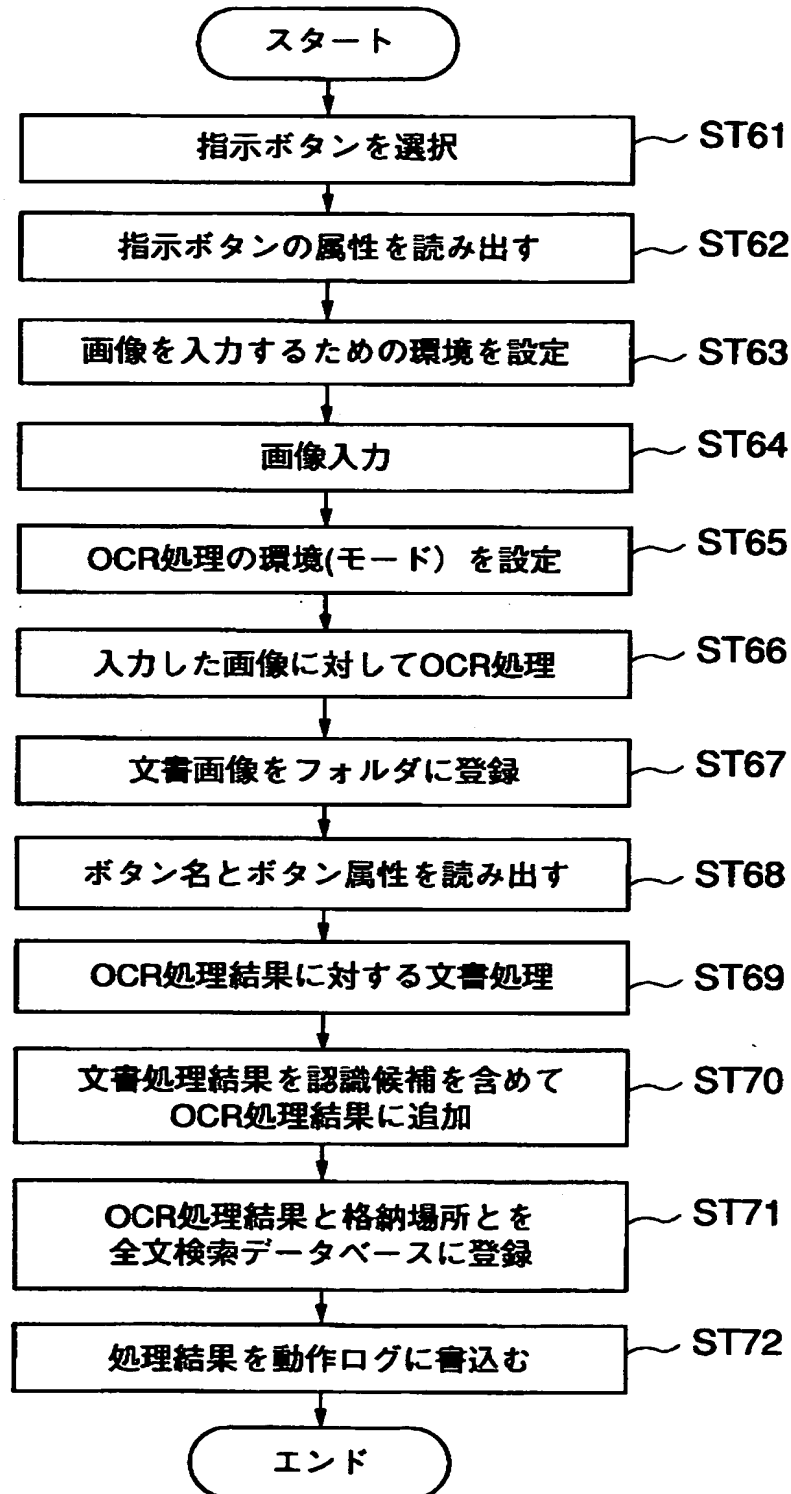 スタート
指示ボタンを選択
ST61
指示ボタンの属性を読み出す
ST62
画像を入力するための環境を設定
ST63
画像入力
ST64
OCR処理の環境(モード）を設定
ST65
入力した画像に対してOCR処理
ST66
文書画像をフォルダに登録
ST67
ボタン名とボタン属性を読み出す
ST68
OCR処理結果に対する文書処理
ST69
文書処理結果を認識候補を含めて
OCR処理結果に追加
ST70
OCR処理結果と格納場所とを
全文検索データベースに登録
ST71
処理結果を動作ログに書込む
ST72
エンド